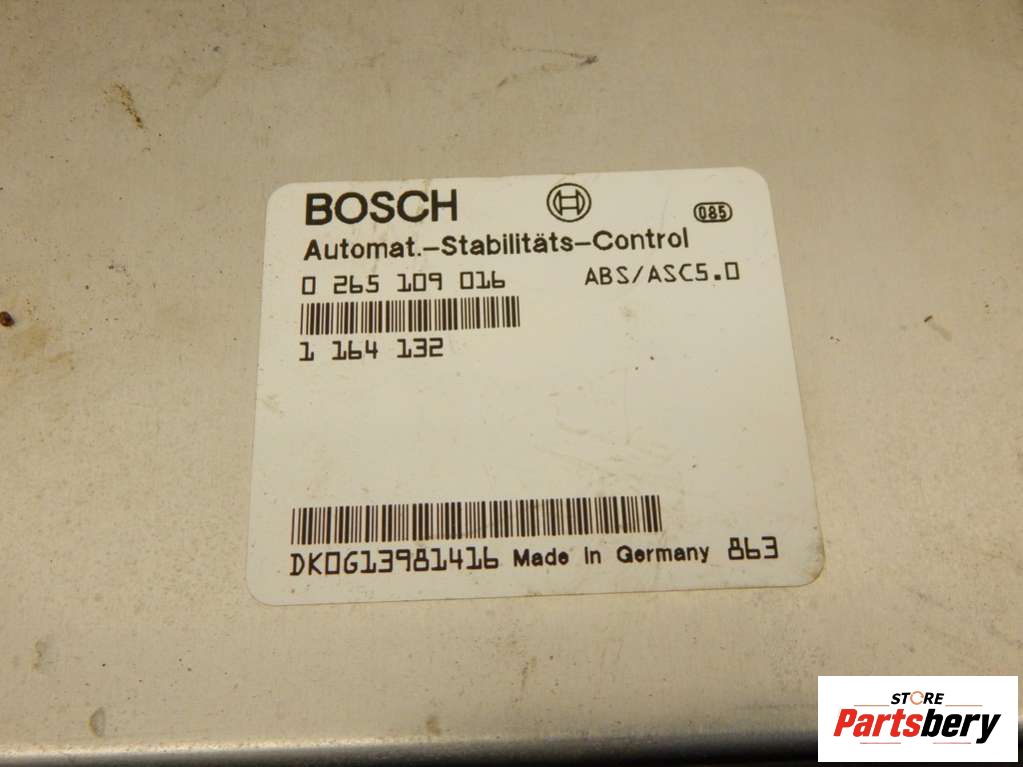 BOSCH 085
Automat.-Stabilitäts-Control
0 265 109 016 ABS/ASC5.0
1 164 132
DK0G13981416 Made in Germany 863
STORE
Partsbery